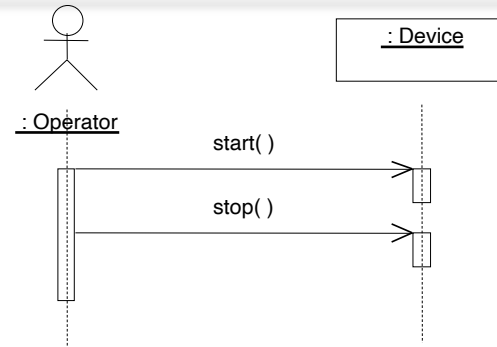 : Device
: Operator
start( )
stop( )